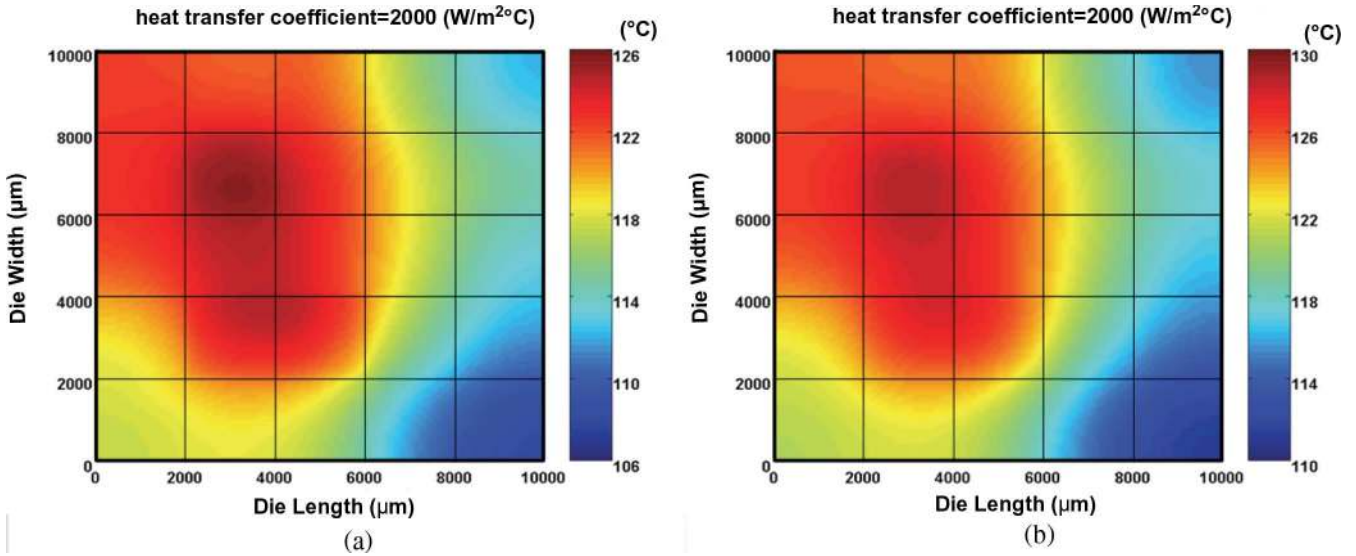 heat transfer coefficient=2000 (W/m²°C)
(°C)
10000
8000
6000
4000
2000
0
Die Width (µm)
0 2000 4000 6000 8000 10000
Die Length (µm)
126
122
118
114
110
106
(a)
heat transfer coefficient=2000 (W/m²°C)
(°C)
10000
8000
6000
4000
2000
0
Die Width (µm)
0 2000 4000 6000 8000 10000
Die Length (µm)
130
126
122
118
114
110
(b)